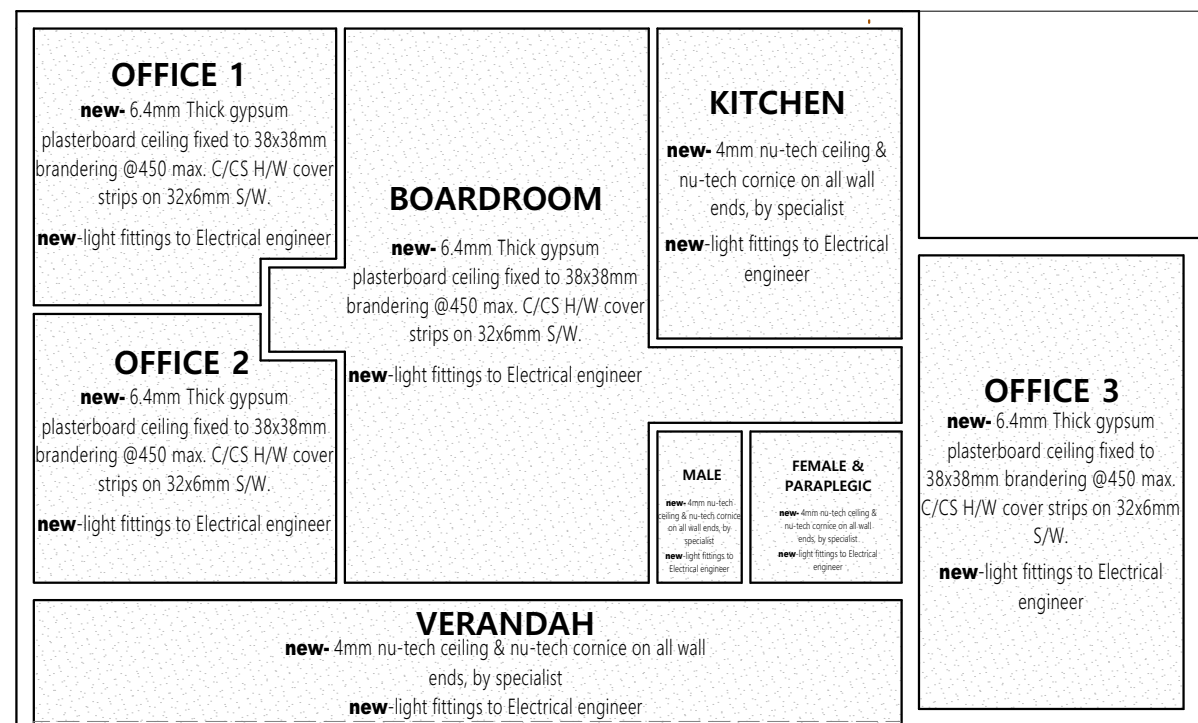 OFFICE 1
new- 6.4mm Thick gypsum
plasterboard ceiling fixed to 38x38mm
brandering @450 max. C/CS H/W cover
strips on 32x6mm S/W.
new-light fittings to Electrical engineer
OFFICE 2
new- 6.4mm Thick gypsum
plasterboard ceiling fixed to 38x38mm
brandering @450 max. C/CS H/W cover
strips on 32x6mm S/W.
new-light fittings to Electrical engineer
BOARDROOM
new- 6.4mm Thick gypsum
plasterboard ceiling fixed to 38x38mm
brandering @450 max. C/CS H/W cover
strips on 32x6mm S/W.
new-light fittings to Electrical engineer
KITCHEN
new- 4mm nu-tech ceiling &
nu-tech cornice on all wall
ends, by specialist
new-light fittings to Electrical
engineer
MALE
new- 4mm nu-tech
ceiling & nu-tech cornice
on all wall ends, by
specialist
new-light fittings to
Electrical engineer
FEMALE &
PARAPLEGIC
new- 4mm nu-tech ceiling &
nu-tech cornice on all wall
ends, by specialist
new-light fittings to Electrical
engineer
OFFICE 3
new- 6.4mm Thick gypsum
plasterboard ceiling fixed to
38x38mm brandering @450 max.
C/CS H/W cover strips on 32x6mm
S/W.
new-light fittings to Electrical
engineer
VERANDAH
new- 4mm nu-tech ceiling & nu-tech cornice on all wall
ends, by specialist
new-light fittings to Electrical engineer